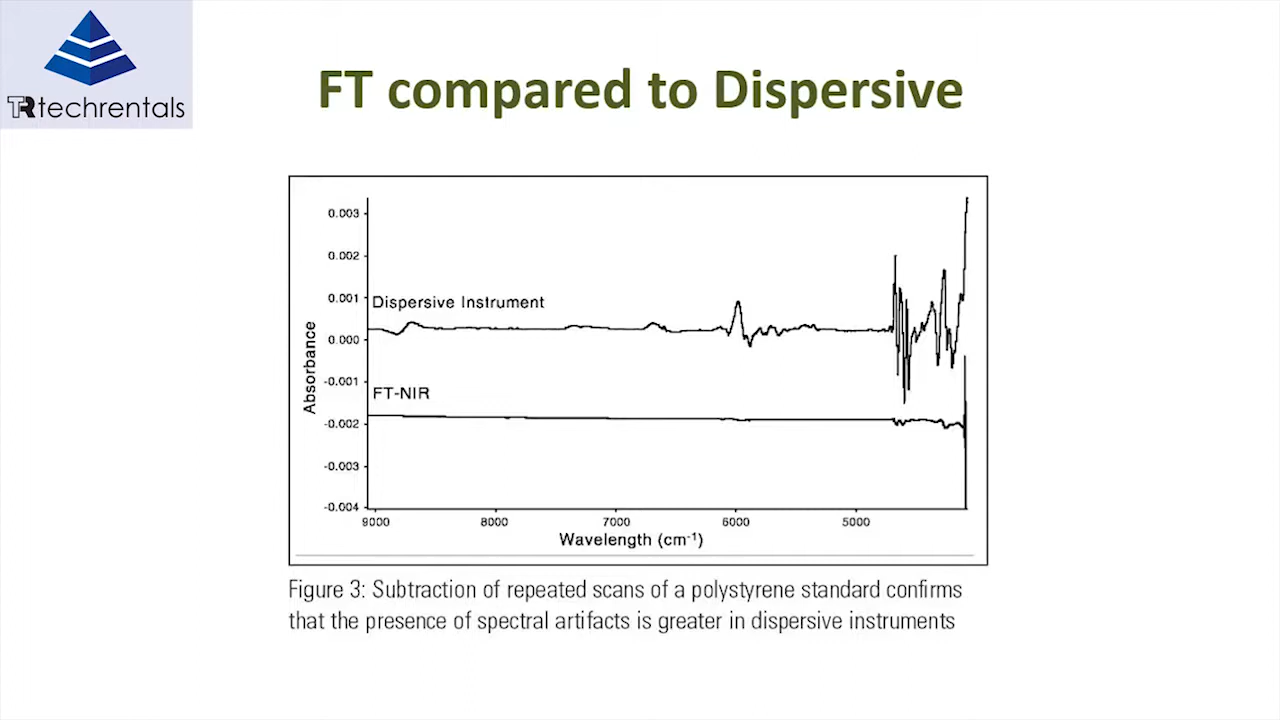 TR techrentals
FT compared to Dispersive
0.003
0.002
0.001
0.000
-0.001
-0.002
-0.003
-0.004
Absorbance
Dispersive Instrument
FT-NIR
9000 8000 7000 6000 5000
Wavelength (cm⁻¹)
Figure 3: Subtraction of repeated scans of a polystyrene standard confirms
that the presence of spectral artifacts is greater in dispersive instruments